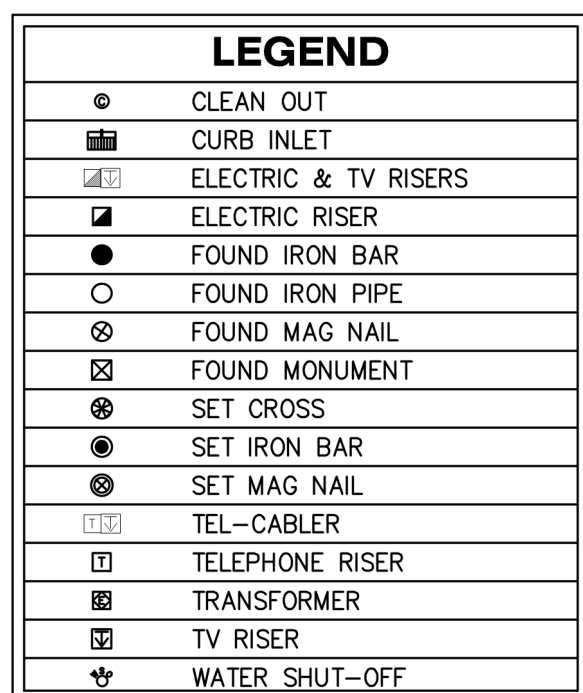 LEGEND
© CLEAN OUT
CURB INLET
ELECTRIC & TV RISERS
ELECTRIC RISER
FOUND IRON BAR
FOUND IRON PIPE
FOUND MAG NAIL
FOUND MONUMENT
SET CROSS
SET IRON BAR
SET MAG NAIL
T TEL-CABLER
T TELEPHONE RISER
E TRANSFORMER
TV RISER
WATER SHUT-OFF